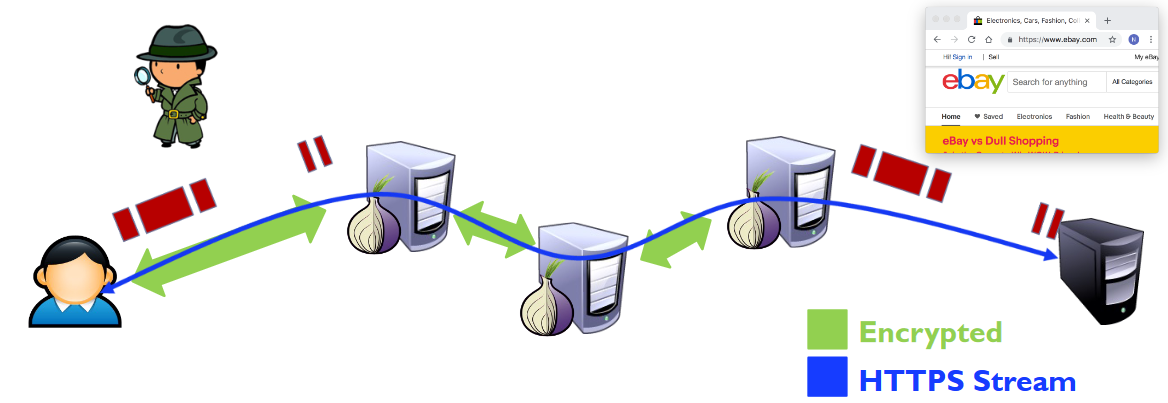 Electronics, Cars, Fashion, Coll
https://www.ebay.com
N
Hi! Sign in | Sell
My eBay
ebay
Search for anything
All Categories
Home
Saved
Electronics
Fashion
Health & Beauty
eBay vs Dull Shopping
Encrypted
HTTPS Stream